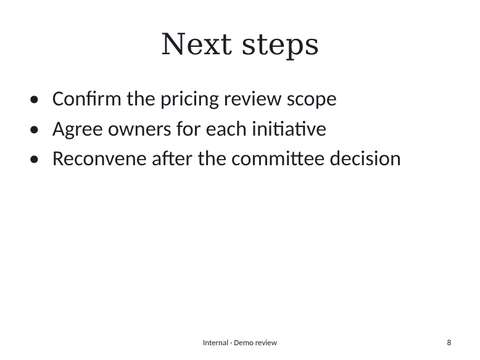 Next steps
• Confirm the pricing review scope
• Agree owners for each initiative
• Reconvene after the committee decision
Internal - Demo review
8